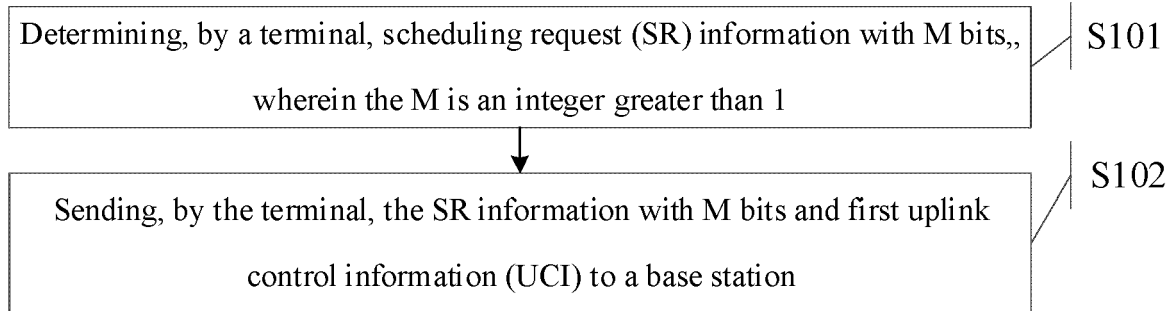 Determining, by a terminal, scheduling request (SR) information with M bits,,
wherein the M is an integer greater than 1
S101
Sending, by the terminal, the SR information with M bits and first uplink
control information (UCI) to a base station
S102